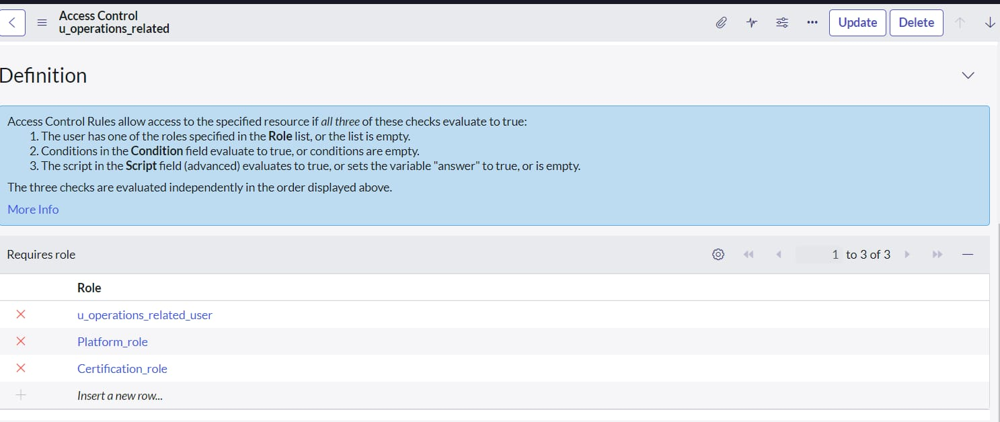 Access Control
u_operations_related
Update
Delete
Definition
Access Control Rules allow access to the specified resource if all three of these checks evaluate to true:
1. The user has one of the roles specified in the Role list, or the list is empty.
2. Conditions in the Condition field evaluate to true, or conditions are empty.
3. The script in the Script field (advanced) evaluates to true, or sets the variable "answer" to true, or is empty.
The three checks are evaluated independently in the order displayed above.
More Info
Requires role
1 to 3 of 3
Role
u_operations_related_user
Platform_role
Certification_role
Insert a new row...